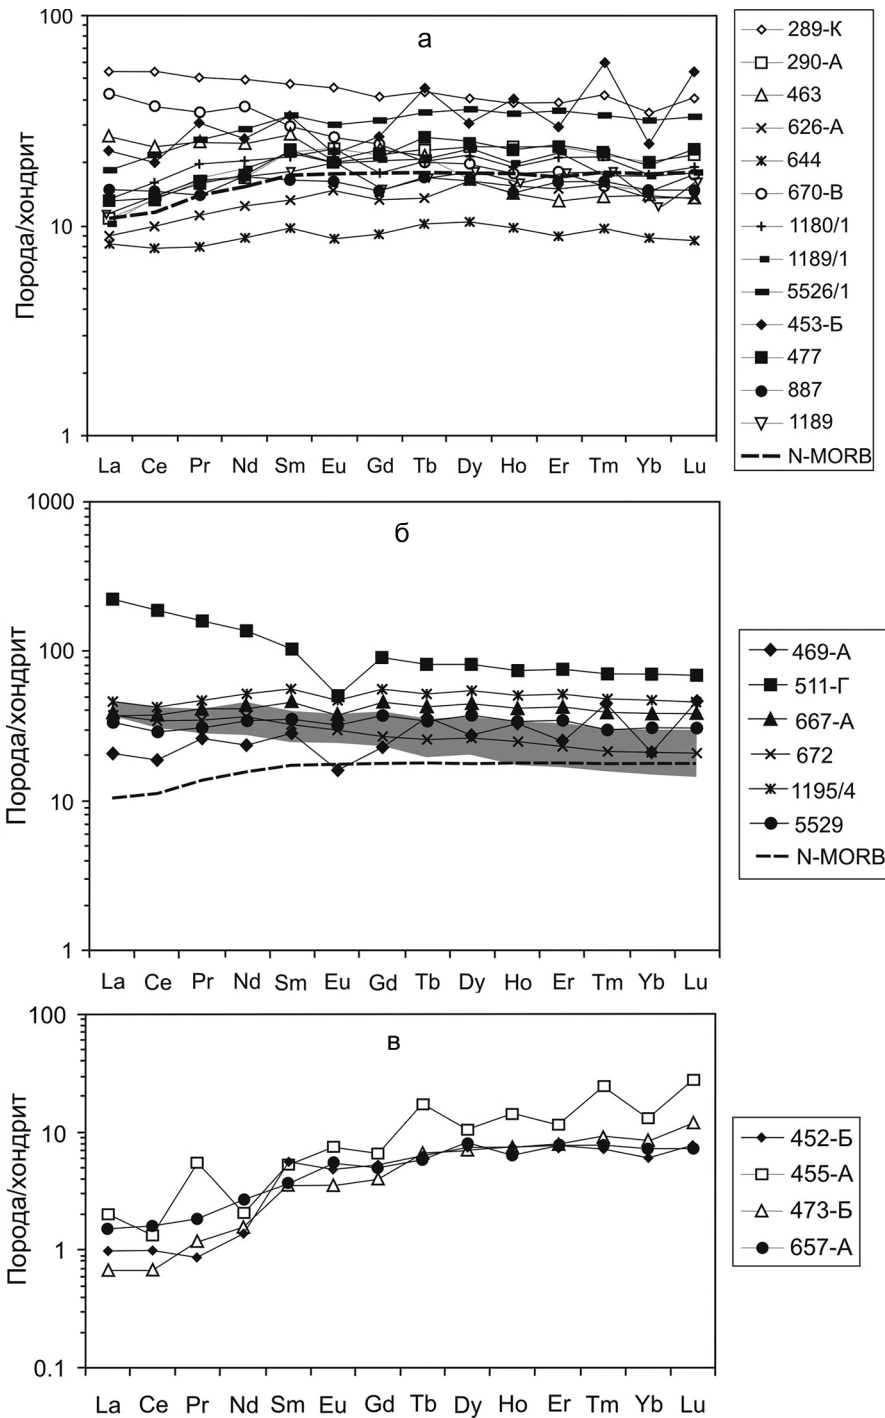 100
а
10
1
Порода/хондрит
La Ce Pr Nd Sm Eu Gd Tb Dy Ho Er Tm Yb Lu
289-К
290-А
463
626-А
644
670-В
1180/1
1189/1
5526/1
453-Б
477
887
1189
N-MORB
1000
б
100
10
1
Порода/хондрит
La Ce Pr Nd Sm Eu Gd Tb Dy Ho Er Tm Yb Lu
469-А
511-Г
667-А
672
1195/4
5529
N-MORB
100
в
10
1
0.1
Порода/хондрит
La Ce Pr Nd Sm Eu Gd Tb Dy Ho Er Tm Yb Lu
452-Б
455-А
473-Б
657-А